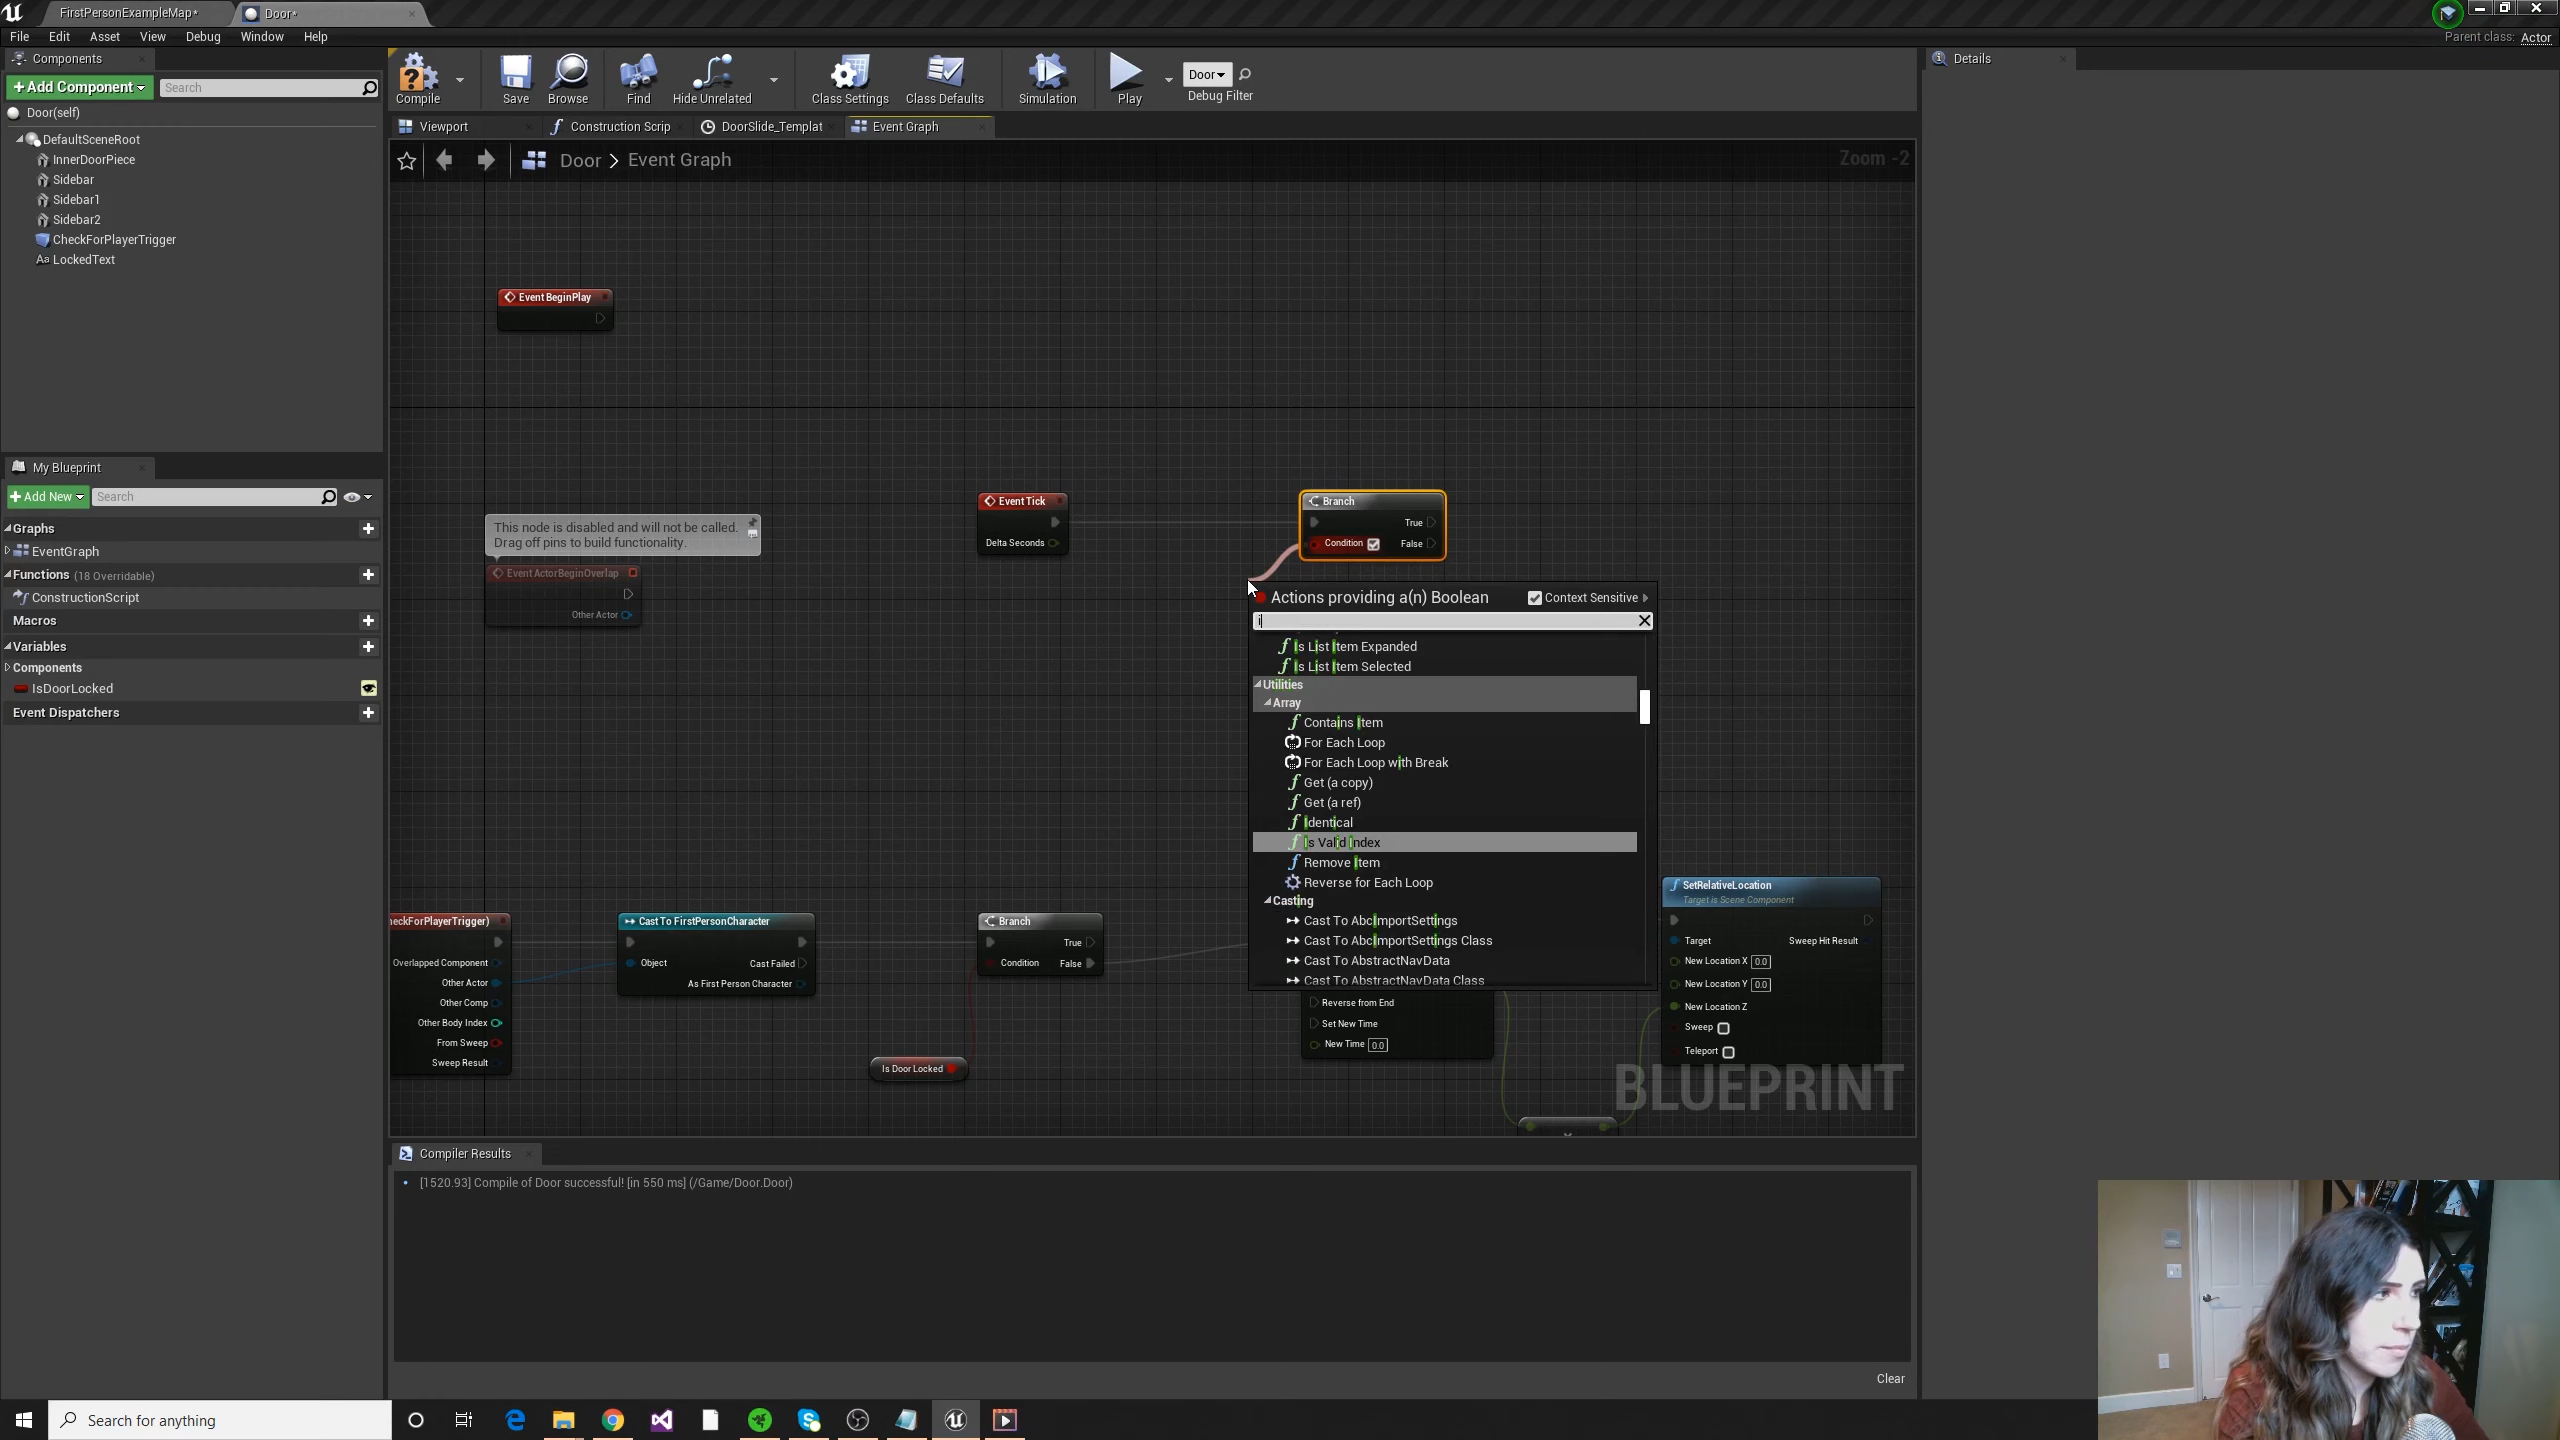 FirstPersonExampleMap*
Door*
File Edit Asset View Debug Window Help
Parent class: Actor
Components
+Add Component
Search
Door(self)
DefaultSceneRoot
InnerDoorPiece
Sidebar
Sidebar1
Sidebar2
CheckForPlayerTrigger
Aa LockedText
Compile
Save
Browse
Find
Hide Unrelated
Class Settings
Class Defaults
Simulation
Play
Door
Debug Filter
Details
Viewport
Construction Scrip
DoorSlide_Templat
Event Graph
Door > Event Graph
Zoom -2
Event BeginPlay
This node is disabled and will not be called.
Drag off pins to build functionality.
Event ActorBeginOverlap
Other Actor
Event Tick
Delta Seconds
Branch
True
Condition
False
My Blueprint
+Add New
Search
Graphs
EventGraph
Functions (18 Overridable)
ConstructionScript
Macros
Variables
Components
IsDoorLocked
Event Dispatchers
Actions providing a(n) Boolean
Context Sensitive
i
Is List Item Expanded
Is List Item Selected
Utilities
Array
Contains Item
For Each Loop
For Each Loop with Break
Get (a copy)
Get (a ref)
Identical
Is Valid Index
Remove Item
Reverse for Each Loop
Casting
Cast To AbcImportSettings
Cast To AbcImportSettings Class
Cast To AbstractNavData
Cast To AbstractNavData Class
heckForPlayerTrigger)
Overlapped Component
Other Actor
Other Comp
Other Body Index
From Sweep
Sweep Result
Cast To FirstPersonCharacter
Object
Cast Failed
As First Person Character
Branch
True
Condition
False
Is Door Locked
Reverse from End
Set New Time
New Time 0.0
SetRelativeLocation
Target is Scene Component
Target
Sweep Hit Result
New Location X 0.0
New Location Y 0.0
New Location Z
Sweep
Teleport
BLUEPRINT
Compiler Results
[1520.93] Compile of Door successful! [in 550 ms] (/Game/Door.Door)
Clear
Search for anything